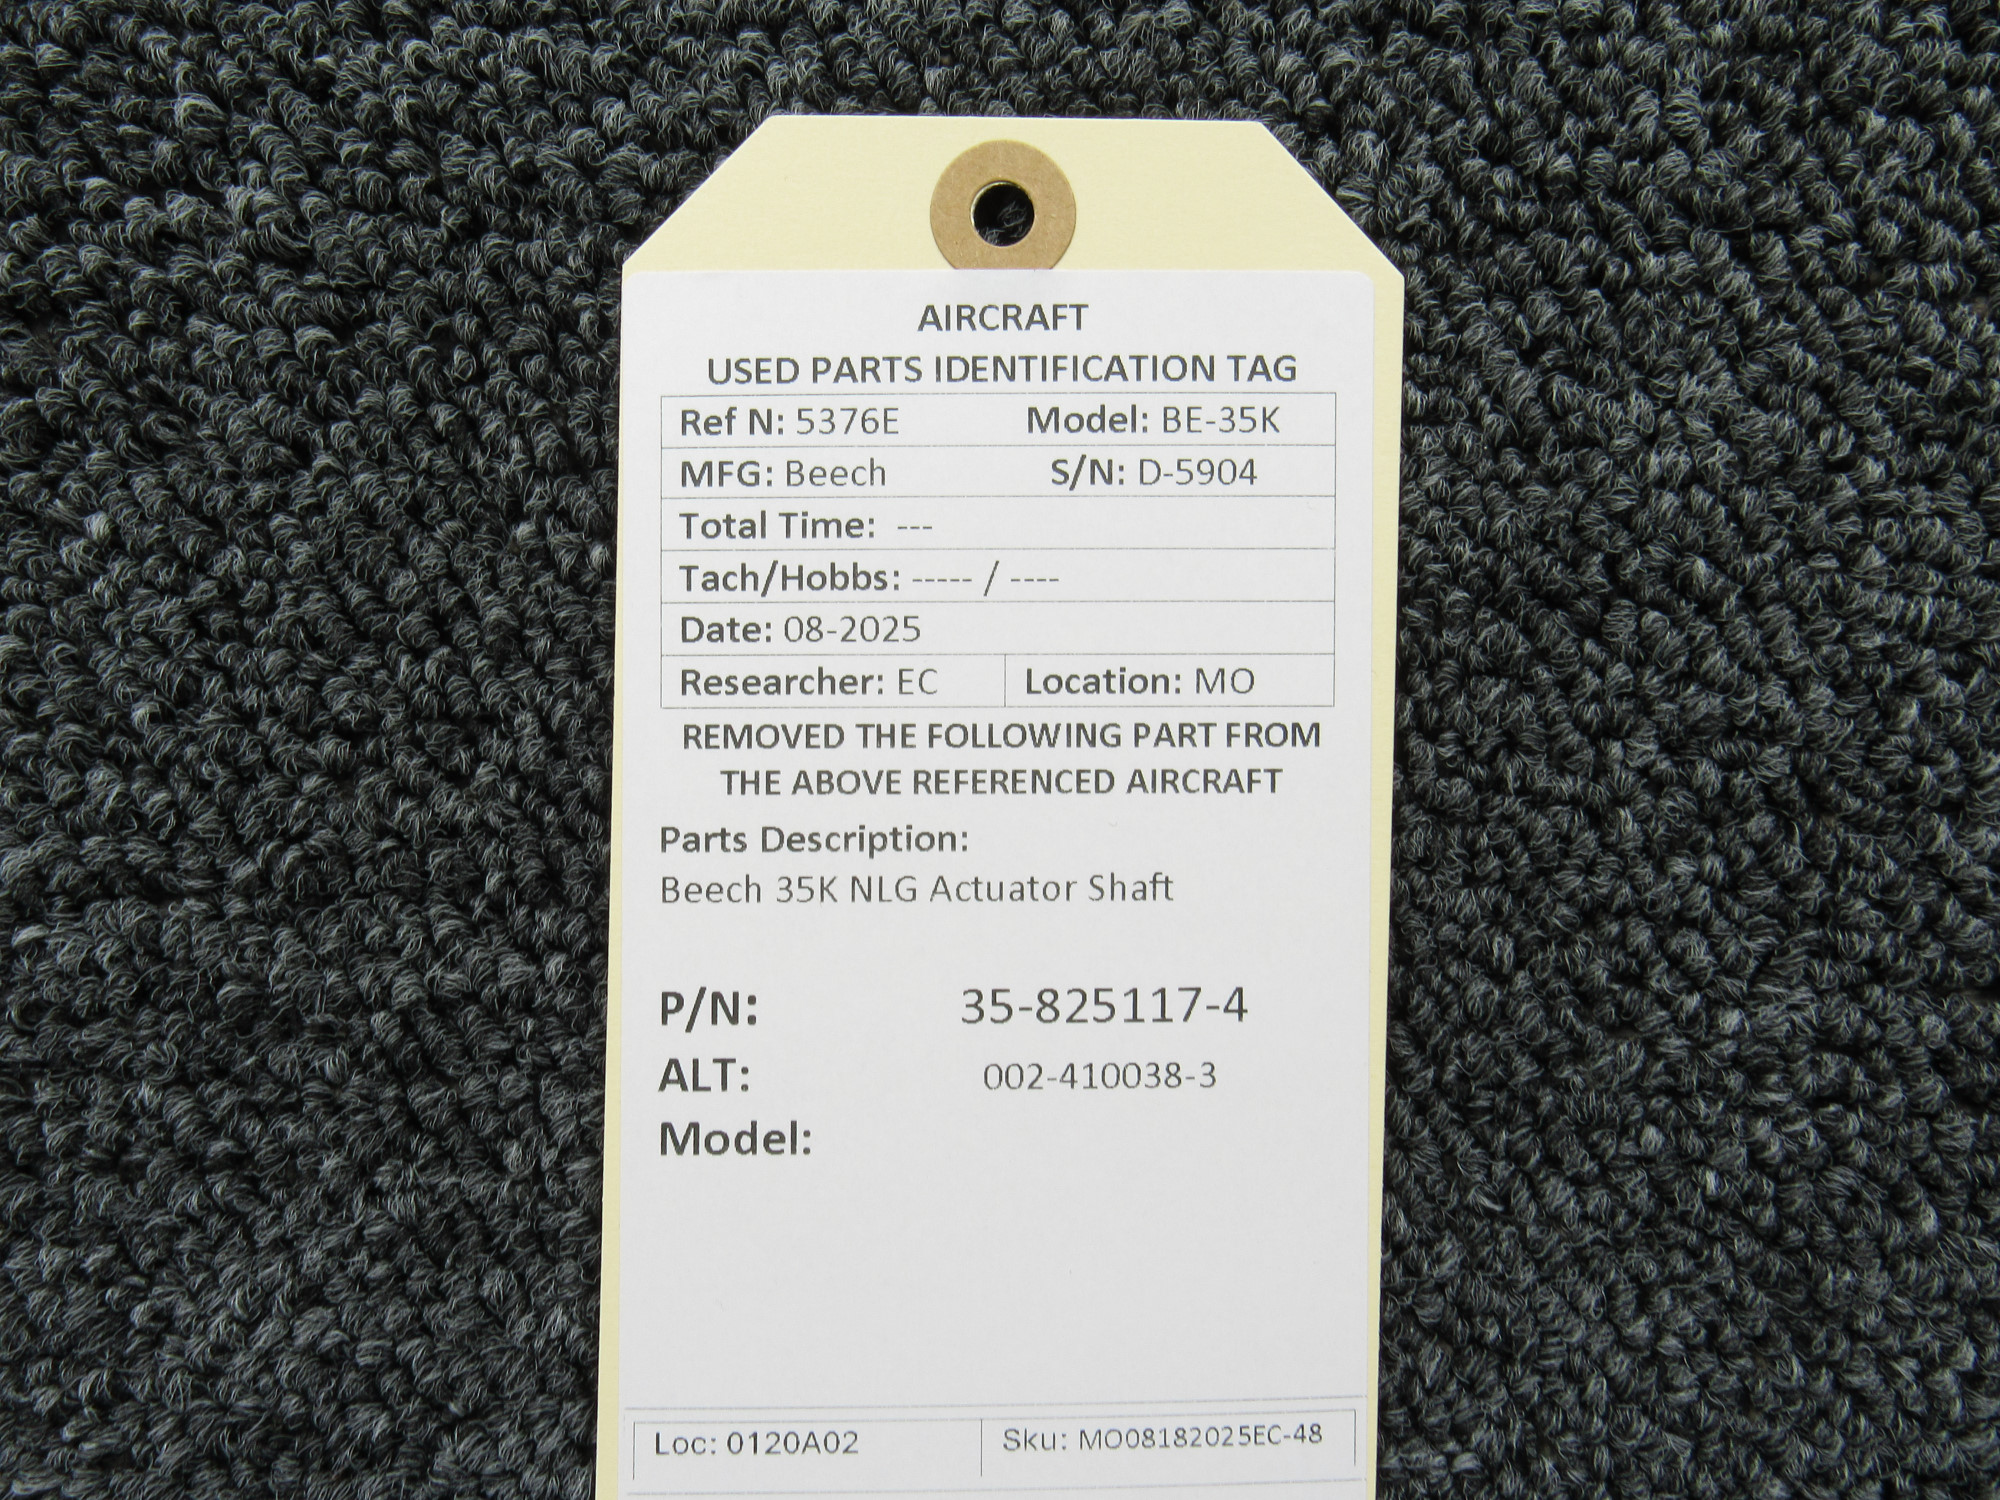 AIRCRAFT
USED PARTS IDENTIFICATION TAG
Ref N: 5376E Model: BE-35K
MFG: Beech S/N: D-5904
Total Time: ---
Tach/Hobbs: ----- / ----
Date: 08-2025
Researcher: EC Location: MO
REMOVED THE FOLLOWING PART FROM
THE ABOVE REFERENCED AIRCRAFT
Parts Description:
Beech 35K NLG Actuator Shaft
P/N: 35-825117-4
ALT: 002-410038-3
Model:
Loc: 0120A02 Sku: MO08182025EC-48